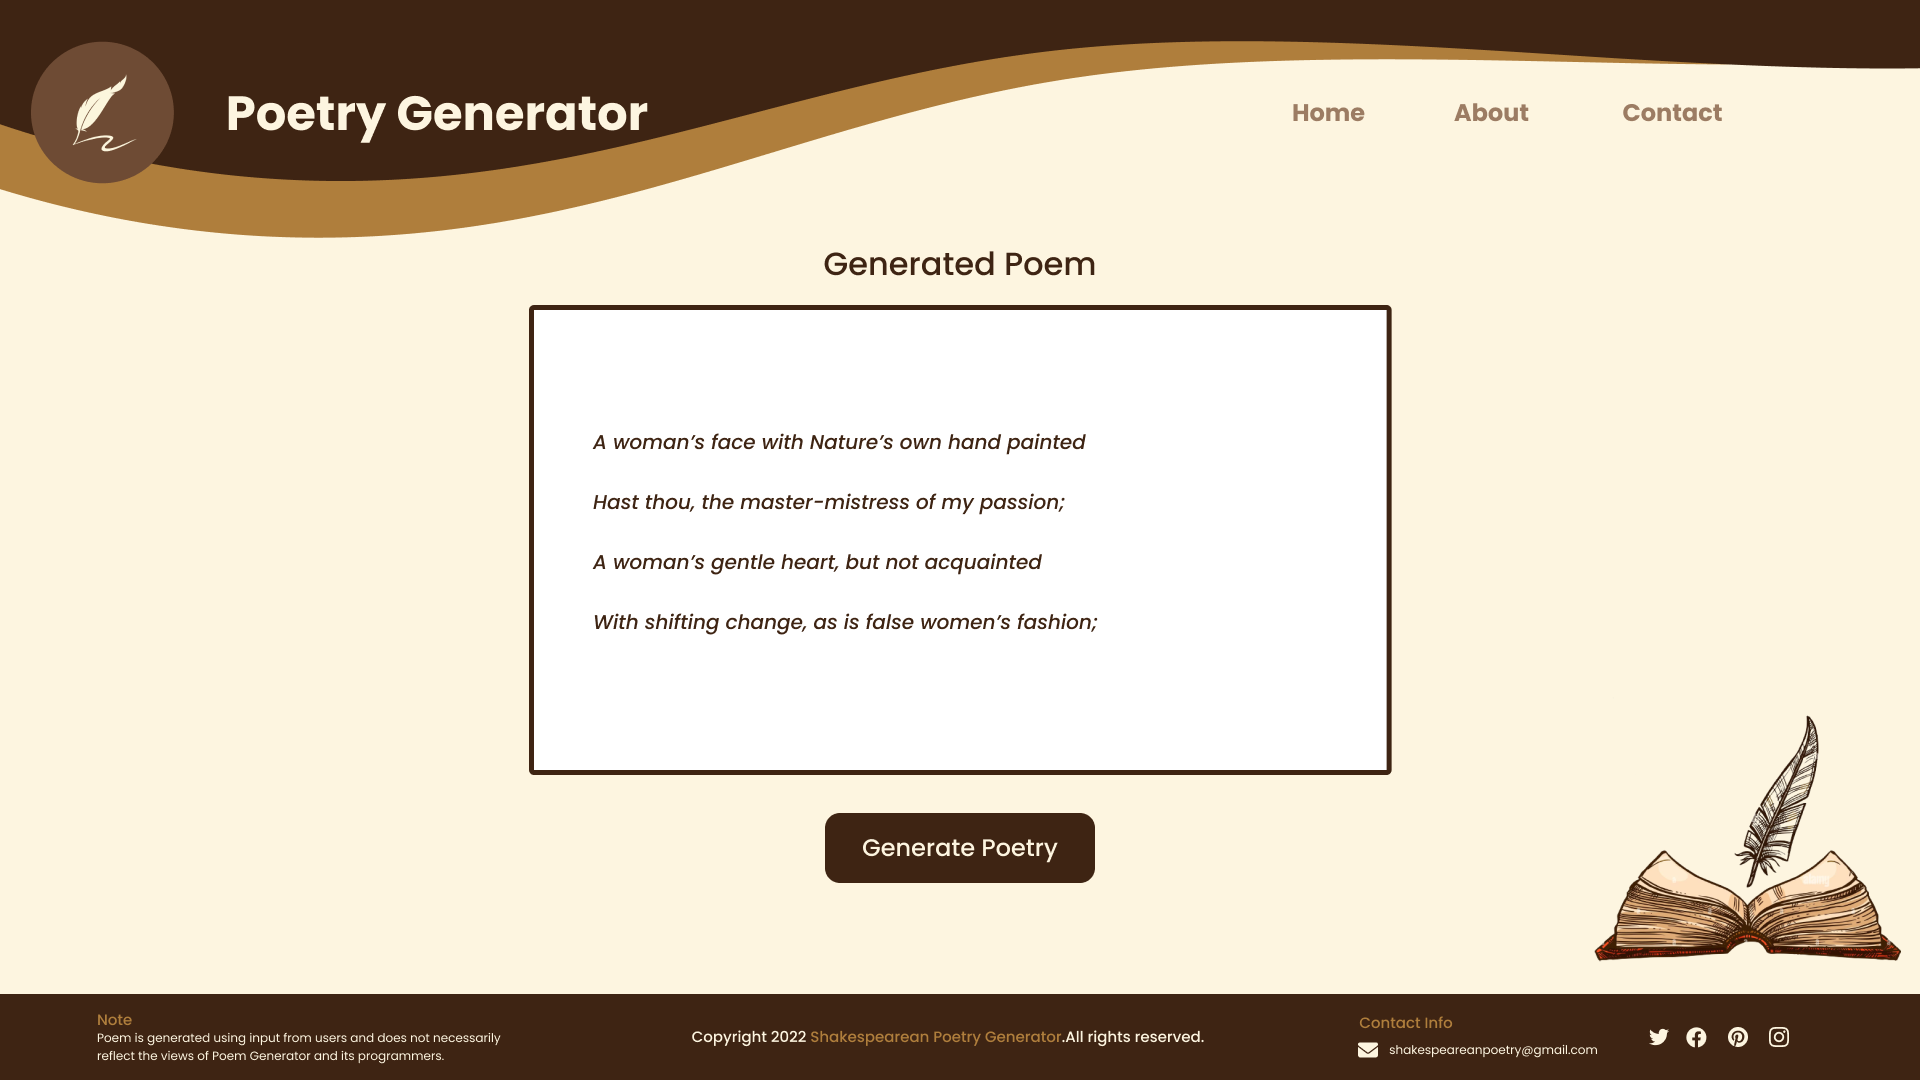 Poetry Generator
Home
About
Contact
Generated Poem
A woman’s face with Nature’s own hand painted
Hast thou, the master-mistress of my passion;
A woman’s gentle heart, but not acquainted
With shifting change, as is false women’s fashion;
Generate Poetry
Note
Poem is generated using input from users and does not necessarily
reflect the views of Poem Generator and its programmers.
Copyright 2022 Shakespearean Poetry Generator.All rights reserved.
Contact Info
shakespeareanpoetry@gmail.com